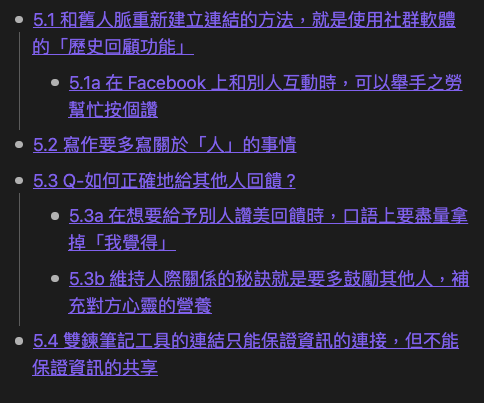 5.1 和舊人脈重新建立連結的方法，就是使用社群軟體
的「歷史回顧功能」
5.1a 在 Facebook 上和別人互動時，可以舉手之勞
幫忙按個讚
5.2 寫作要多寫關於「人」的事情
5.3 Q-如何正確地給其他人回饋？
5.3a 在想要給予別人讚美回饋時，口語上要盡量拿
掉「我覺得」
5.3b 維持人際關係的秘訣就是要多鼓勵其他人，補
充對方心靈的營養
5.4 雙鍊筆記工具的連結只能保證資訊的連接，但不能
保證資訊的共享